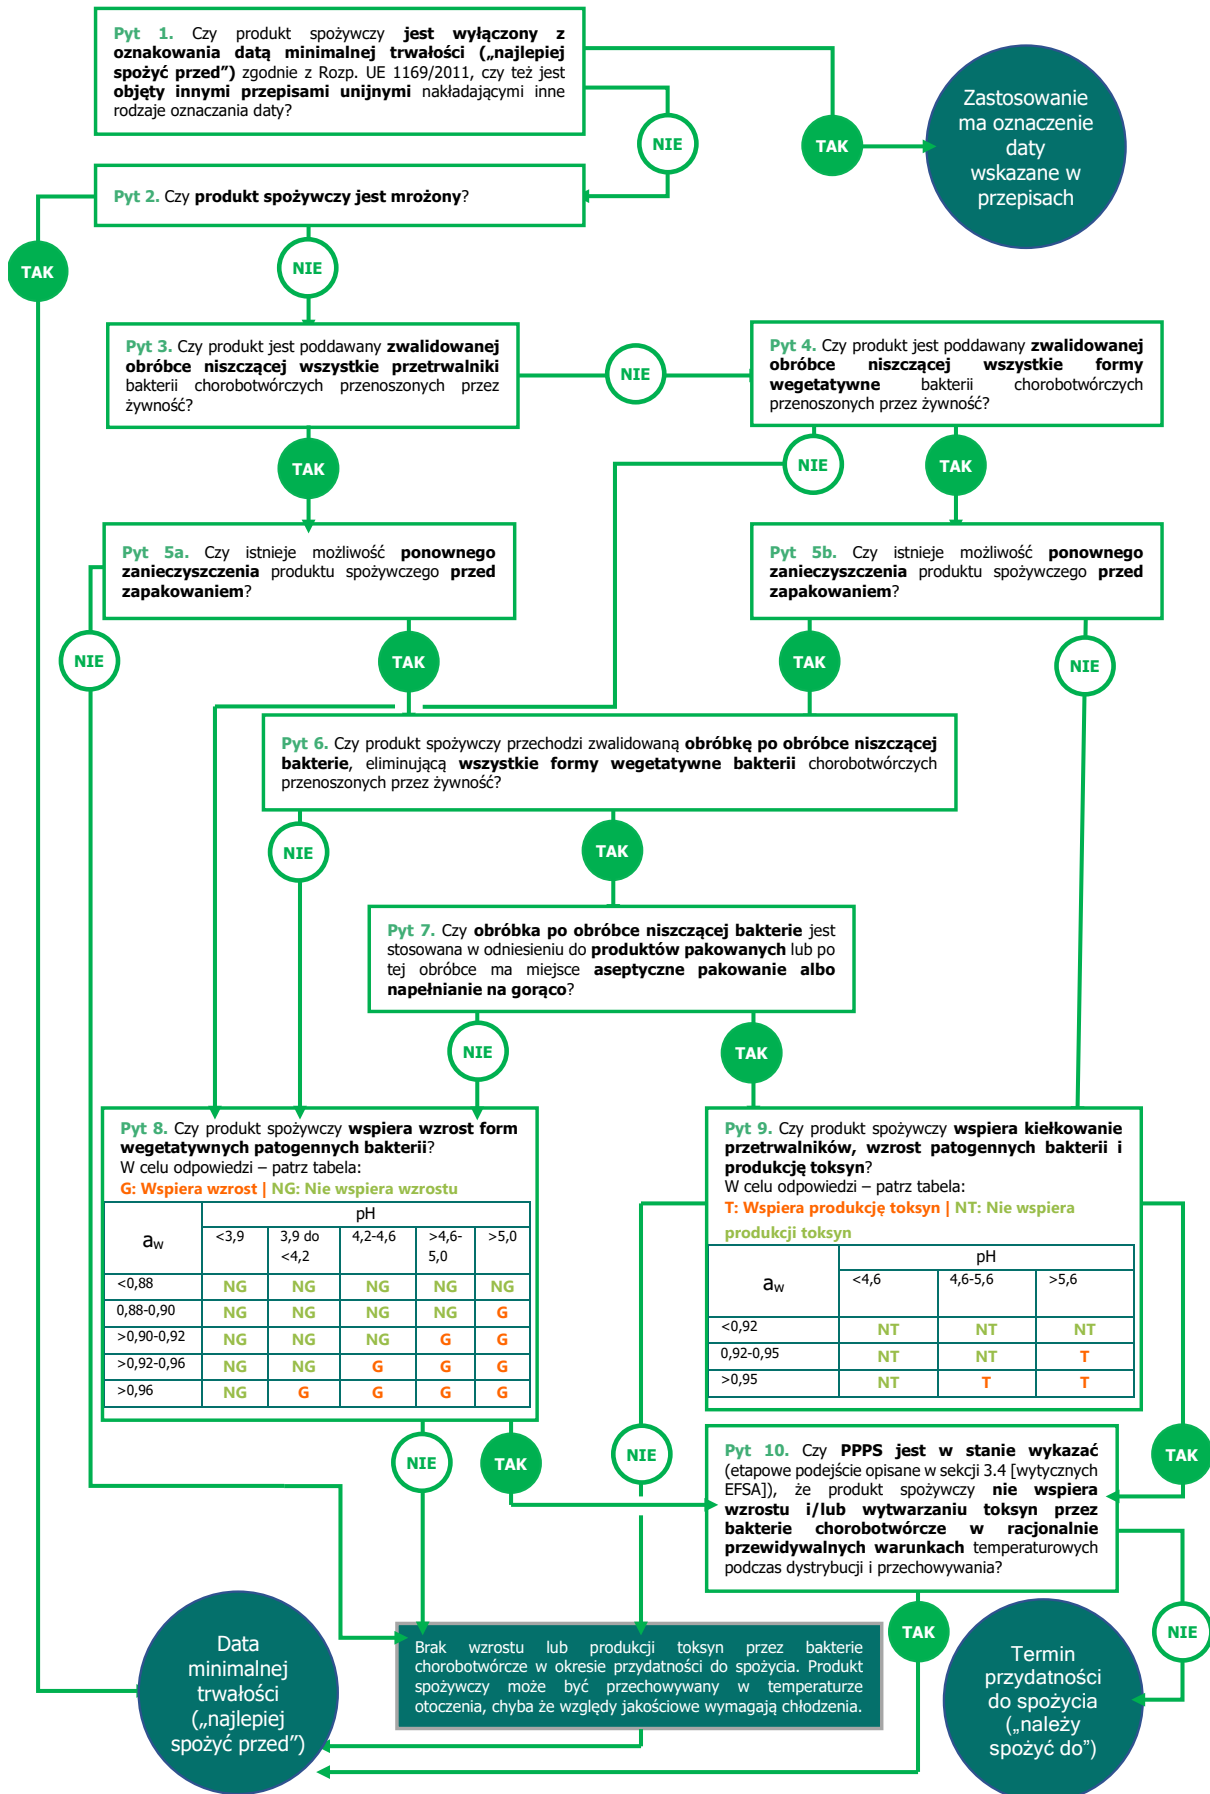 Pyt 1. Czy produkt spożywczy jest wyłączony z
oznakowania datą minimalnej trwałości („najlepiej
spożyć przed”) zgodnie z Rozp. UE 1169/2011, czy też jest
objęty innymi przepisami unijnymi nakładającymi inne
rodzaje oznaczania daty?
NIE
TAK
Zastosowanie
ma oznaczenie
daty
wskazane w
przepisach
Pyt 2. Czy produkt spożywczy jest mrożony?
TAK
NIE
Pyt 3. Czy produkt jest poddawany zwalidowanej
obróbce niszczącej wszystkie przetrwalniki
bakterii chorobotwórczych przenoszonych przez
żywność?
NIE
Pyt 4. Czy produkt jest poddawany zwalidowanej
obróbce niszczącej wszystkie formy
wegetatywne bakterii chorobotwórczych
przenoszonych przez żywność?
TAK
NIE
TAK
Pyt 5a. Czy istnieje możliwość ponownego
zanieczyszczenia produktu spożywczego przed
zapakowaniem?
Pyt 5b. Czy istnieje możliwość ponownego
zanieczyszczenia produktu spożywczego przed
zapakowaniem?
NIE
TAK
TAK
NIE
Pyt 6. Czy produkt spożywczy przechodzi zwalidowaną obróbkę po obróbce niszczącej
bakterie, eliminującą wszystkie formy wegetatywne bakterii chorobotwórczych
przenoszonych przez żywność?
NIE
TAK
Pyt 7. Czy obróbka po obróbce niszczącej bakterie jest
stosowana w odniesieniu do produktów pakowanych lub po
tej obróbce ma miejsce aseptyczne pakowanie albo
napełnianie na gorąco?
NIE
TAK
Pyt 8. Czy produkt spożywczy wspiera wzrost form
wegetatywnych patogennych bakterii?
W celu odpowiedzi – patrz tabela:
G: Wspiera wzrost | NG: Nie wspiera wzrostu
aw pH
<3,9 3,9 do <4,2 4,2-4,6 >4,6-5,0 >5,0
<0,88 NG NG NG NG NG
0,88-0,90 NG NG NG NG G
>0,90-0,92 NG NG NG G G
>0,92-0,96 NG NG G G G
>0,96 NG G G G G
Pyt 9. Czy produkt spożywczy wspiera kiełkowanie
przetrwalników, wzrost patogennych bakterii i
produkcję toksyn?
W celu odpowiedzi – patrz tabela:
T: Wspiera produkcję toksyn | NT: Nie wspiera
produkcji toksyn
aw pH
<4,6 4,6-5,6 >5,6
<0,92 NT NT NT
0,92-0,95 NT NT T
>0,95 NT T T
NIE
TAK
NIE
TAK
Pyt 10. Czy PPPS jest w stanie wykazać
(etapowe podejście opisane w sekcji 3.4 [wytycznych
EFSA]), że produkt spożywczy nie wspiera
wzrostu i/lub wytwarzaniu toksyn przez
bakterie chorobotwórcze w racjonalnie
przewidywalnych warunkach temperaturowych
podczas dystrybucji i przechowywania?
TAK
NIE
Data
minimalnej
trwałości
(„najlepiej
spożyć przed”)
Brak wzrostu lub produkcji toksyn przez bakterie
chorobotwórcze w okresie przydatności do spożycia. Produkt
spożywczy może być przechowywany w temperaturze
otoczenia, chyba że względy jakościowe wymagają chłodzenia.
Termin
przydatności
do spożycia
(„należy
spożyć do”)